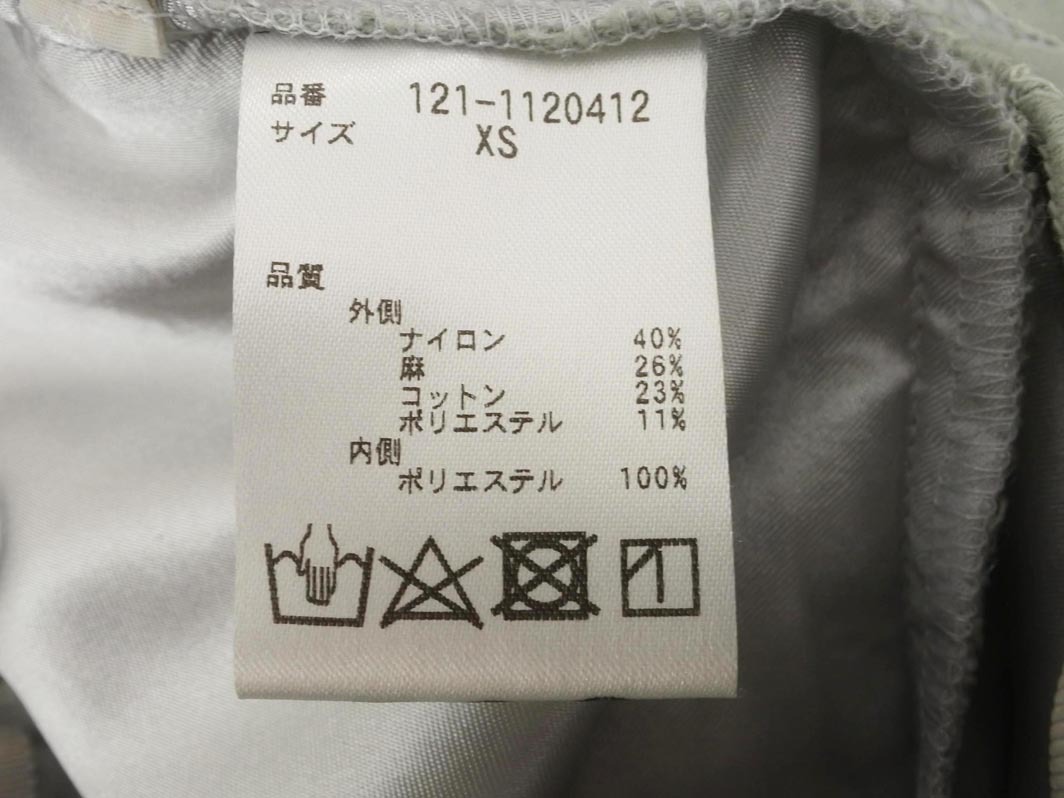 品番 121-1120412
サイズ XS
品質
外側
ナイロン 40%
麻 26%
コットン 23%
ポリエステル 11%
内側
ポリエステル 100%